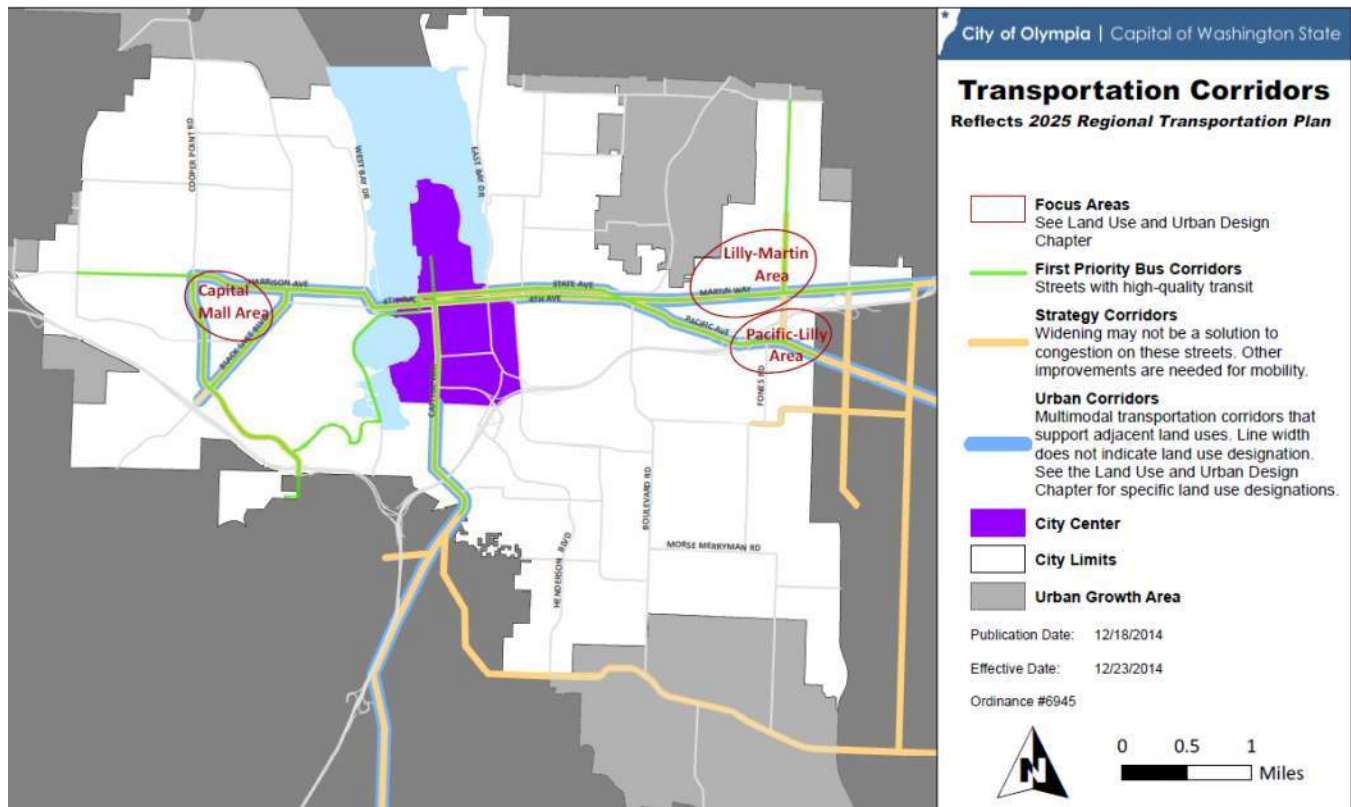 City of Olympia | Capital of Washington State
Transportation Corridors
Reflects 2025 Regional Transportation Plan
Focus Areas
See Land Use and Urban Design
Chapter
First Priority Bus Corridors
Streets with high-quality transit
Strategy Corridors
Widening may not be a solution to
congestion on these streets. Other
improvements are needed for mobility.
Urban Corridors
Multimodal transportation corridors that
support adjacent land uses. Line width
does not indicate land use designation.
See the Land Use and Urban Design
Chapter for specific land use designations.
City Center
City Limits
Urban Growth Area
Publication Date: 12/18/2014
Effective Date: 12/23/2014
Ordinance #6945
N
0 0.5 1
Miles
COOPER POINT RD
WEST BAY DR
EAST BAY DR
Lilly-Martin
Area
HARRISON AVE
Capital
Mall Area
BLACK LAKE BLVD
4TH AVE
STATE AVE
4TH AVE
MARTIN WAY
PACIFIC AVE
Pacific-Lilly
Area
FONES RD
BOULEVARD RD
HENDERSON BLVD
MORSE MERRYMAN RD